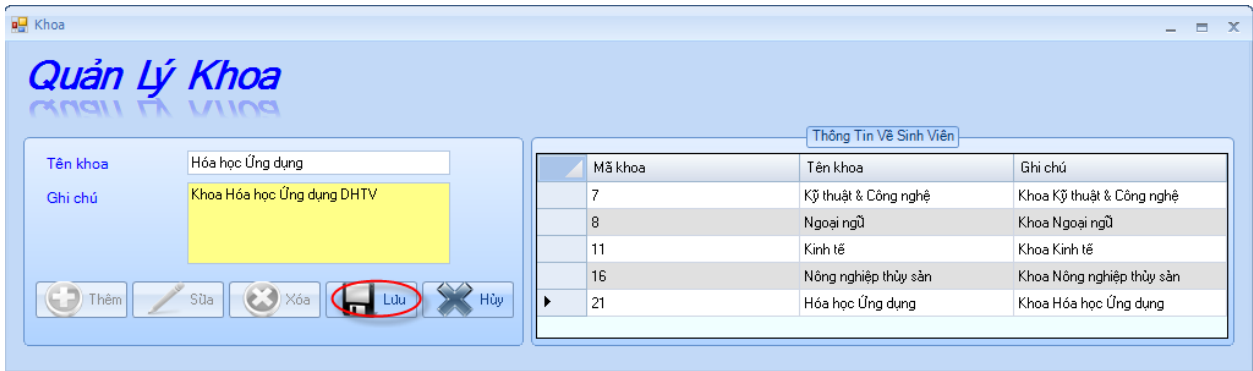 Khoa
Quản Lý Khoa
Tên khoa
Hóa học Ứng dụng
Ghi chú
Khoa Hóa học Ứng dụng DHTV
Thêm
Sửa
Xóa
Lưu
Hủy
Thông Tin Về Sinh Viên
Mã khoa Tên khoa Ghi chú
7 Kỹ thuật & Công nghệ Khoa Kỹ thuật & Công nghệ
8 Ngoại ngữ Khoa Ngoại ngữ
11 Kinh tế Khoa Kinh tế
16 Nông nghiệp thủy sản Khoa Nông nghiệp thủy sản
21 Hóa học Ứng dụng Khoa Hóa học Ứng dụng